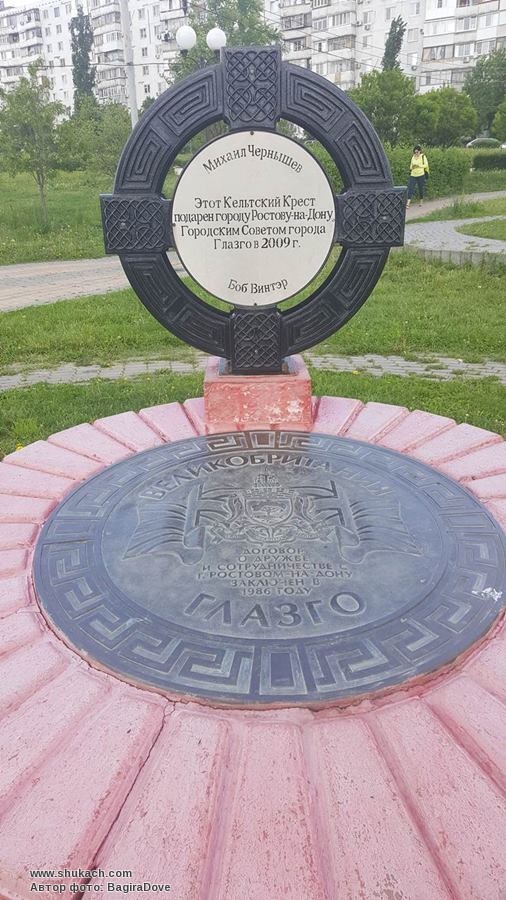 Михаил Чернышев
Этот Кельтский Крест
подарен городу Ростову-на-Дону
Городским Советом города
Глазго в 2009 г.
Боб Винтэр
ВЕЛИКОБРИТАНИЯ
ДОГОВОР
О ДРУЖБЕ
И СОТРУДНИЧЕСТВЕ С
Г. РОСТОВОМ-НА-ДОНУ
ЗАКЛЮЧЕН В
1986 ГОДУ
ГЛАЗГО
www.shukach.com
Автор фото: BagiraDove